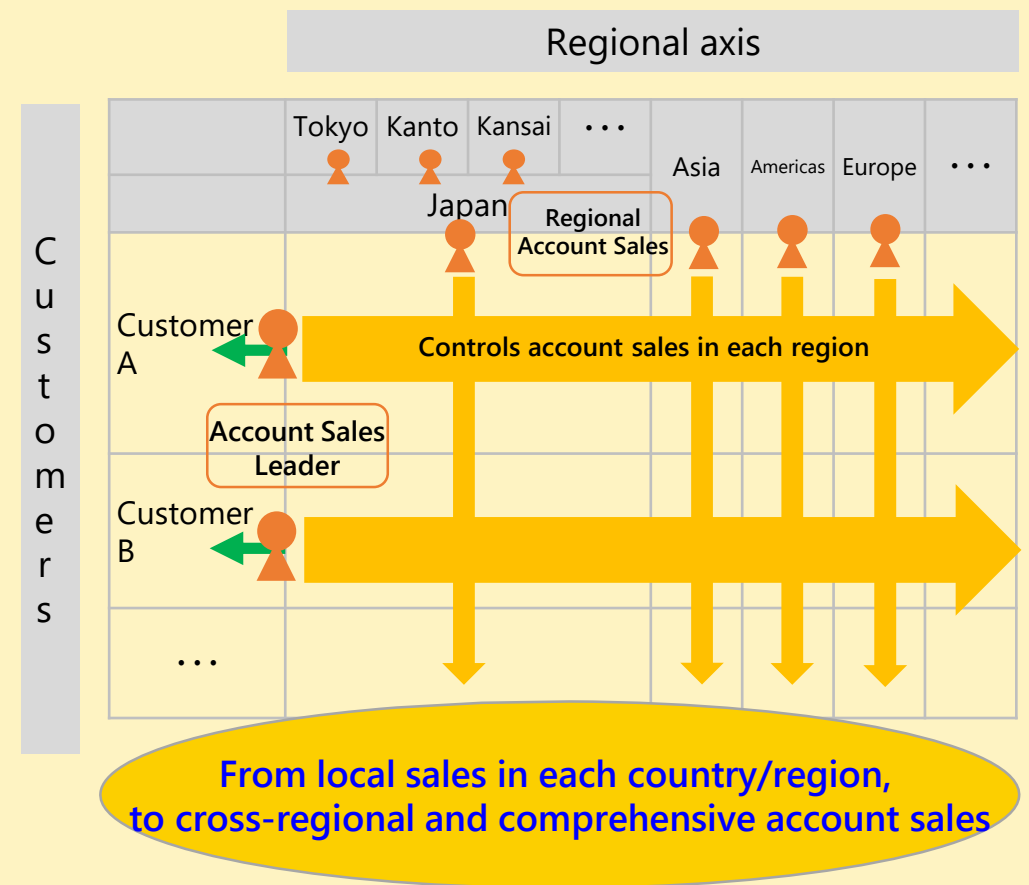 Regional axis
Customers
Tokyo Kanto Kansai ･･･
Asia Americas Europe ･･･
Japan
Regional
Account Sales
Customer
A
Controls account sales in each region
Account Sales
Leader
Customer
B
･･･
From local sales in each country/region,
to cross-regional and comprehensive account sales